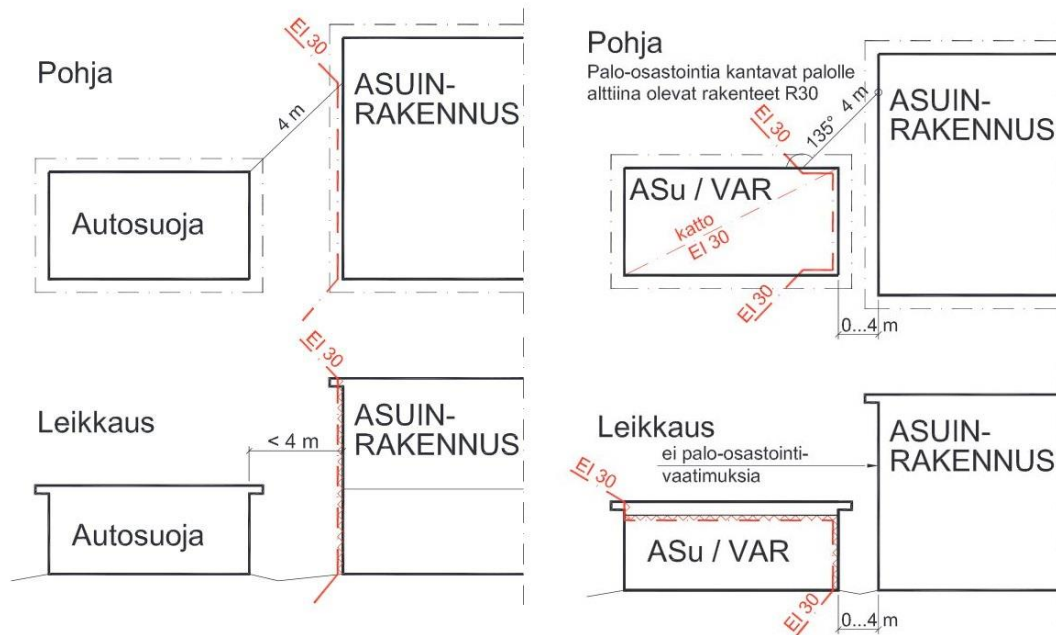 EI 30
Pohja
ASUIN-
RAKENNUS
4 m
Autosuoja
EI 30
Leikkaus
ASUIN-
RAKENNUS
< 4 m
Autosuoja
Pohja
Palo-osastointia kantavat palolle
alttiina olevat rakenteet R30
ASUIN-
RAKENNUS
EI 30
135°
4 m
ASu / VAR
katto
EI 30
EI 30
0...4 m
Leikkaus
ei palo-osastointi-
vaatimuksia
ASUIN-
RAKENNUS
EI 30
ASu / VAR
EI 30
0...4 m